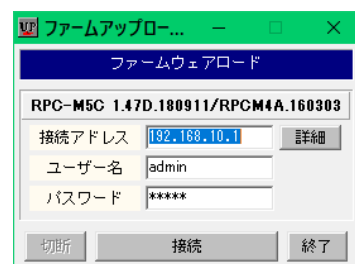 UP ファームアップロー...
ファームウェアロード
RPC-M5C 1.47D.180911/RPCM4A.160303
接続アドレス 192.168.10.1 詳細
ユーザー名 admin
パスワード *****
切断 接続 終了